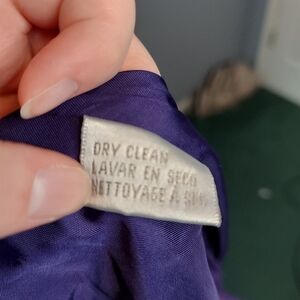 DRY CLEAN
LAVAR EN SECO
NETTOYAGE À